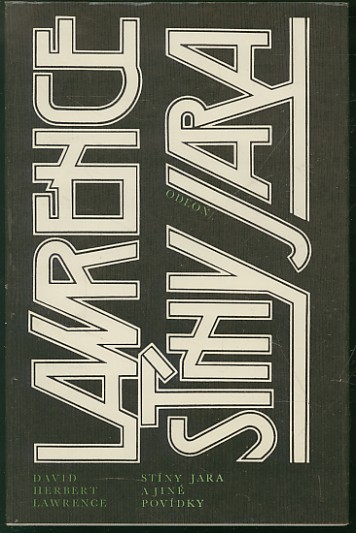 LAWRENCE
STÍNY JARA
ODEON
DAVID
HERBERT
LAWRENCE
STÍNY JARA
A JINÉ
POVÍDKY